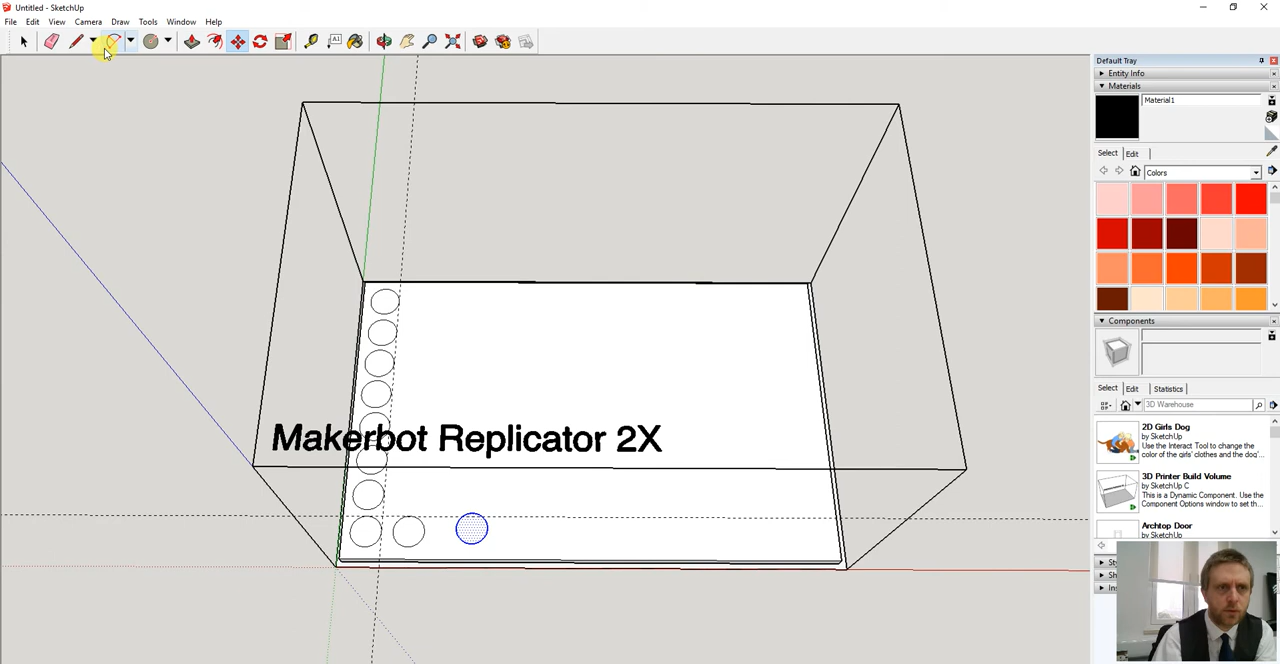 Untitled - SketchUp
File Edit View Camera Draw Tools Window Help
A1
Default Tray
Entity Info
Materials
Material1
Select Edit
Colors
Components
Select Edit Statistics
3D Warehouse
2D Girls Dog
by SketchUp
Use the Interact Tool to change the
color of the girls' clothes and the dog'...
3D Printer Build Volume
by SketchUp C
This is a Dynamic Component. Use the
Component Options window to set th...
Archtop Door
by SketchUp
Makerbot Replicator 2X